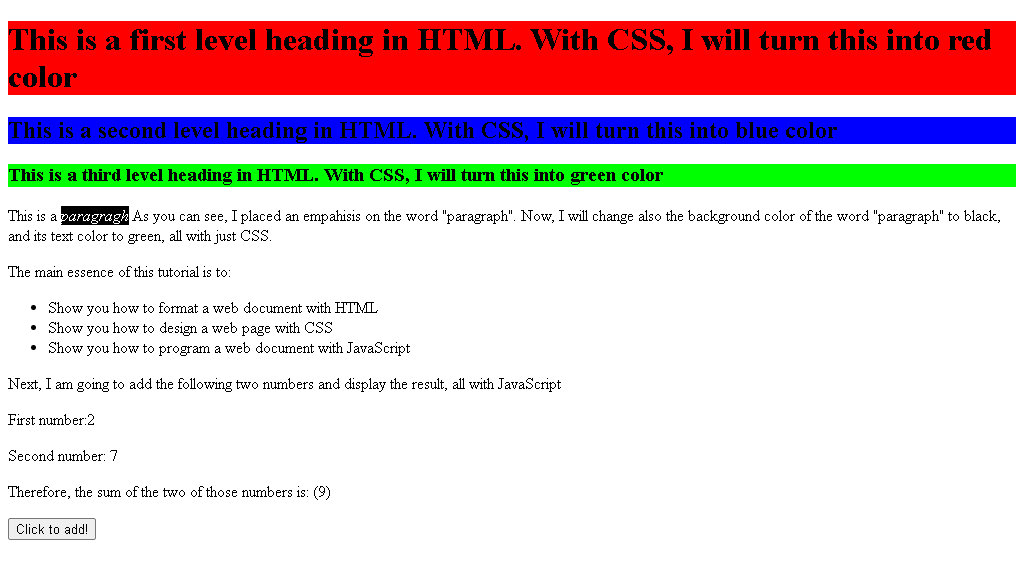 This is a first level heading in HTML. With CSS, I will turn this into red
color
This is a second level heading in HTML. With CSS, I will turn this into blue color
This is a third level heading in HTML. With CSS, I will turn this into green color
This is a paragragh As you can see, I placed an empahisis on the word "paragraph". Now, I will change also the background color of the word "paragraph" to black,
and its text color to green, all with just CSS.
The main essence of this tutorial is to:
• Show you how to format a web document with HTML
• Show you how to design a web page with CSS
• Show you how to program a web document with JavaScript
Next, I am going to add the following two numbers and display the result, all with JavaScript
First number:2
Second number: 7
Therefore, the sum of the two of those numbers is: (9)
Click to add!